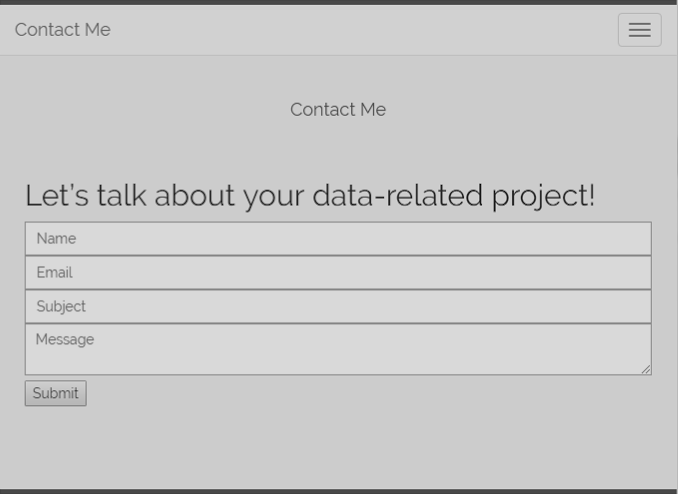 Contact Me
Contact Me
Let’s talk about your data-related project!
Name
Email
Subject
Message
Submit